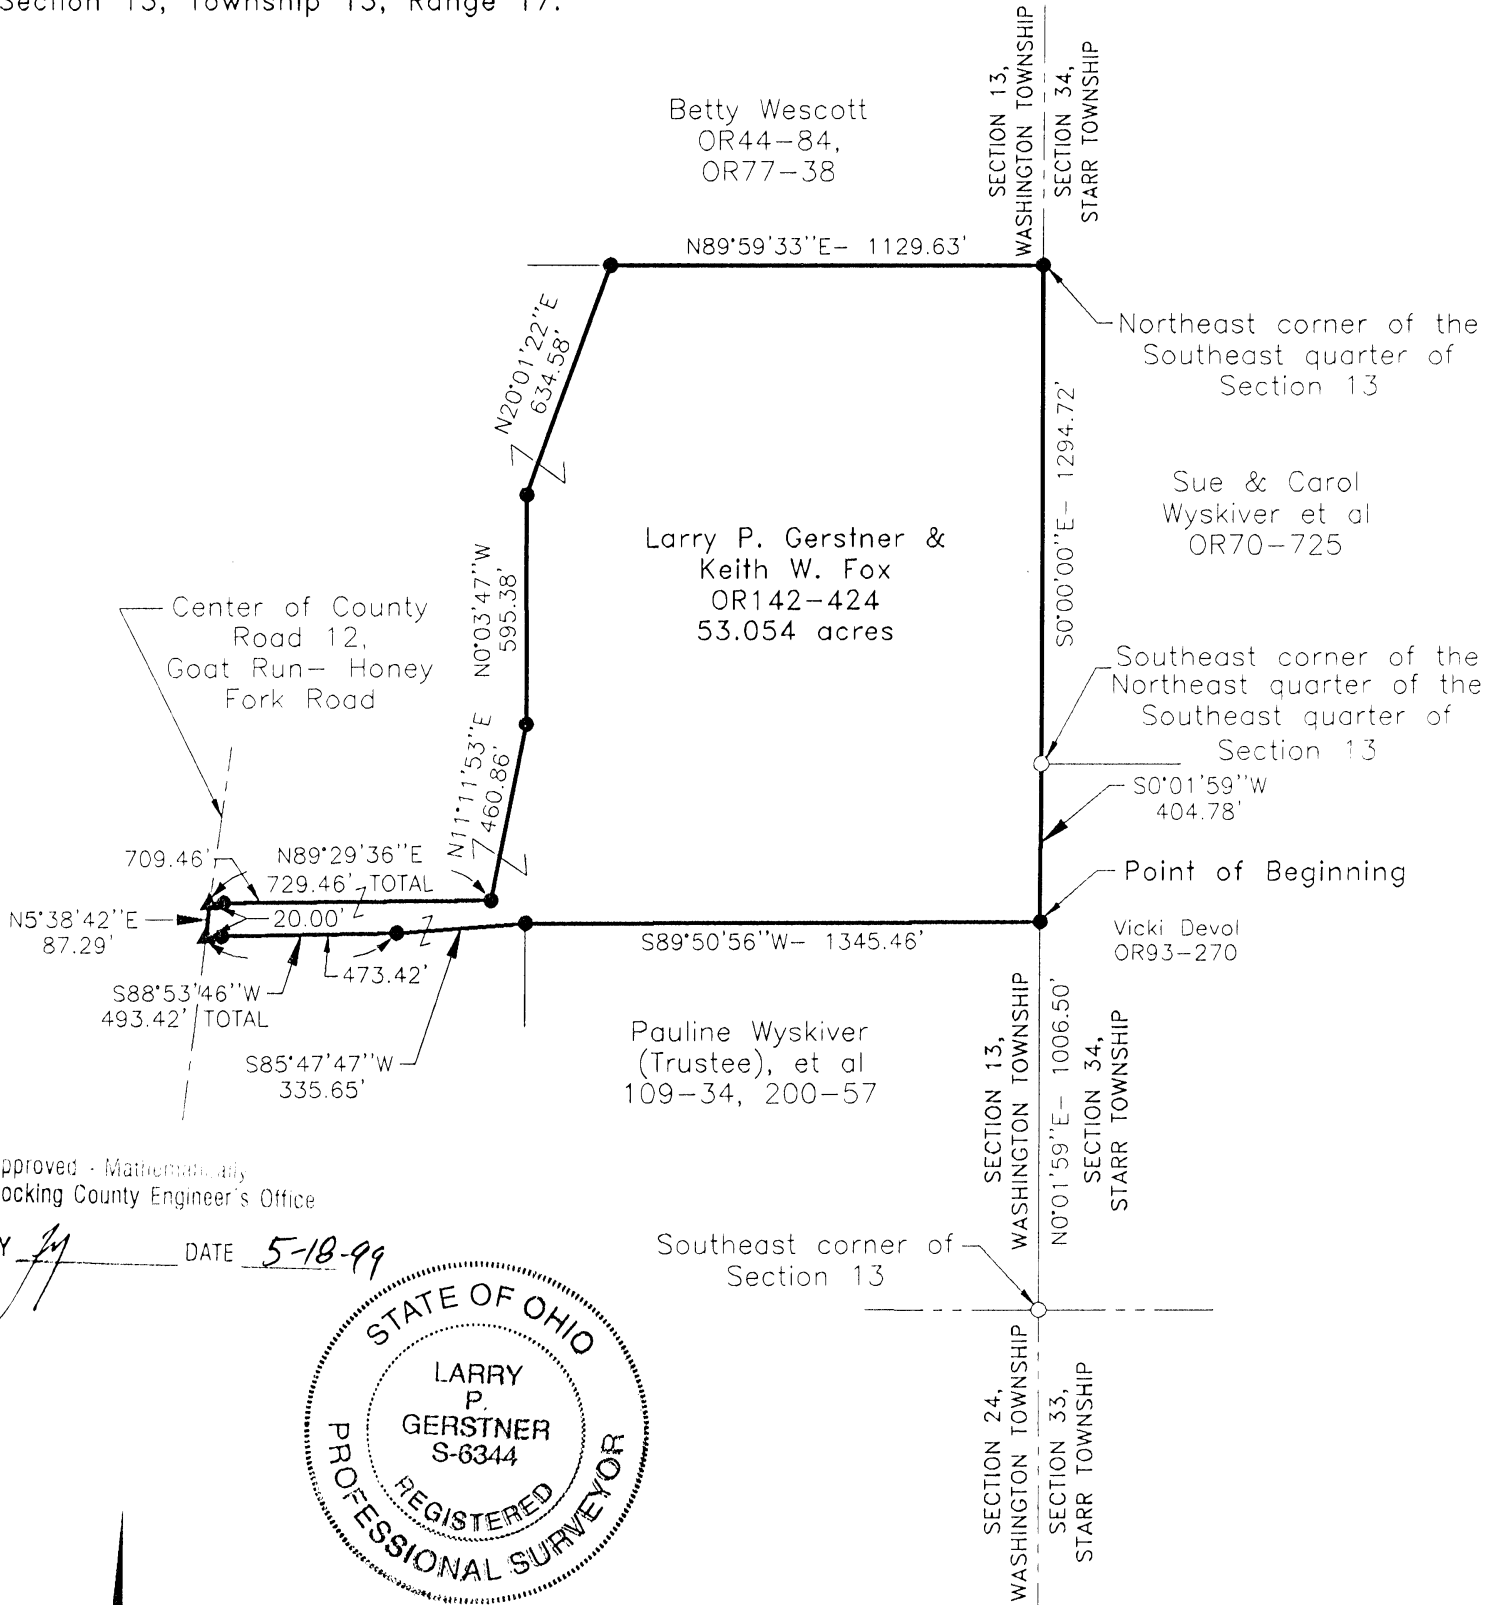 Section 13, Township 13, Range 17.
SECTION 13,
WASHINGTON TOWNSHIP
SECTION 34,
STARR TOWNSHIP
Betty Wescott
OR44-84,
OR77-38
N89°59'33"E- 1129.63'
Northeast corner of the
Southeast quarter of
Section 13
N20°01'22"E
634.58'
S0°00'00"E- 1294.72'
Sue & Carol
Wyskiver et al
OR70-725
Larry P. Gerstner &
Keith W. Fox
OR142-424
53.054 acres
N0°03'47"W
595.38'
Center of County
Road 12,
Goat Run- Honey
Fork Road
Southeast corner of the
Northeast quarter of the
Southeast quarter of
Section 13
S0°01'59"W
404.78'
N11°11'53"E
460.86'
709.46'
N89°29'36"E
729.46' TOTAL
Point of Beginning
N5°38'42"E
87.29'
20.00'
S89°50'56"W- 1345.46'
Vicki Devol
OR93-270
473.42'
S88°53'46"W
493.42' TOTAL
S85°47'47"W
335.65'
Pauline Wyskiver
(Trustee), et al
109-34, 200-57
SECTION 13,
WASHINGTON TOWNSHIP
N0°01'59"E- 1006.50'
SECTION 34,
STARR TOWNSHIP
pproved - Mathematically
ocking County Engineer's Office
Y DATE 5-18-99
Southeast corner of
Section 13
STATE OF OHIO
LARRY
P.
GERSTNER
S-6344
REGISTERED
PROFESSIONAL SURVEYOR
SECTION 24,
WASHINGTON TOWNSHIP
SECTION 33,
STARR TOWNSHIP